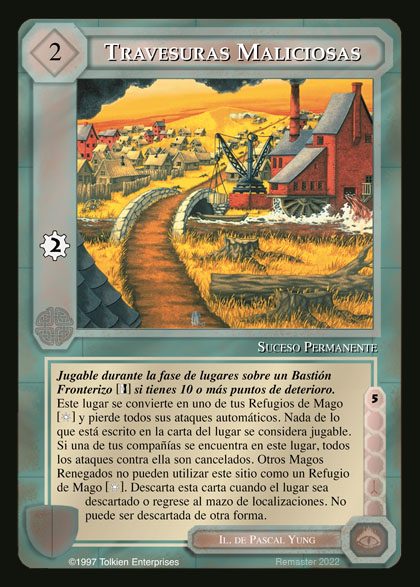 2
Travesuras Maliciosas
2
Suceso Permanente
Jugable durante la fase de lugares sobre un Bastión
Fronterizo [] si tienes 10 o más puntos de deterioro.
Este lugar se convierte en uno de tus Refugios de Mago
[] y pierde todos sus ataques automáticos. Nada de lo
que está escrito en la carta del lugar se considera jugable.
Si una de tus compañías se encuentra en este lugar, todos
los ataques contra ella son cancelados. Otros Magos
Renegados no pueden utilizar este sitio como un Refugio
de Mago []. Descarta esta carta cuando el lugar sea
descartado o regrese al mazo de localizaciones. No
puede ser descartada de otra forma.
5
Il. de Pascal Yung
©1997 Tolkien Enterprises
Remaster 2022